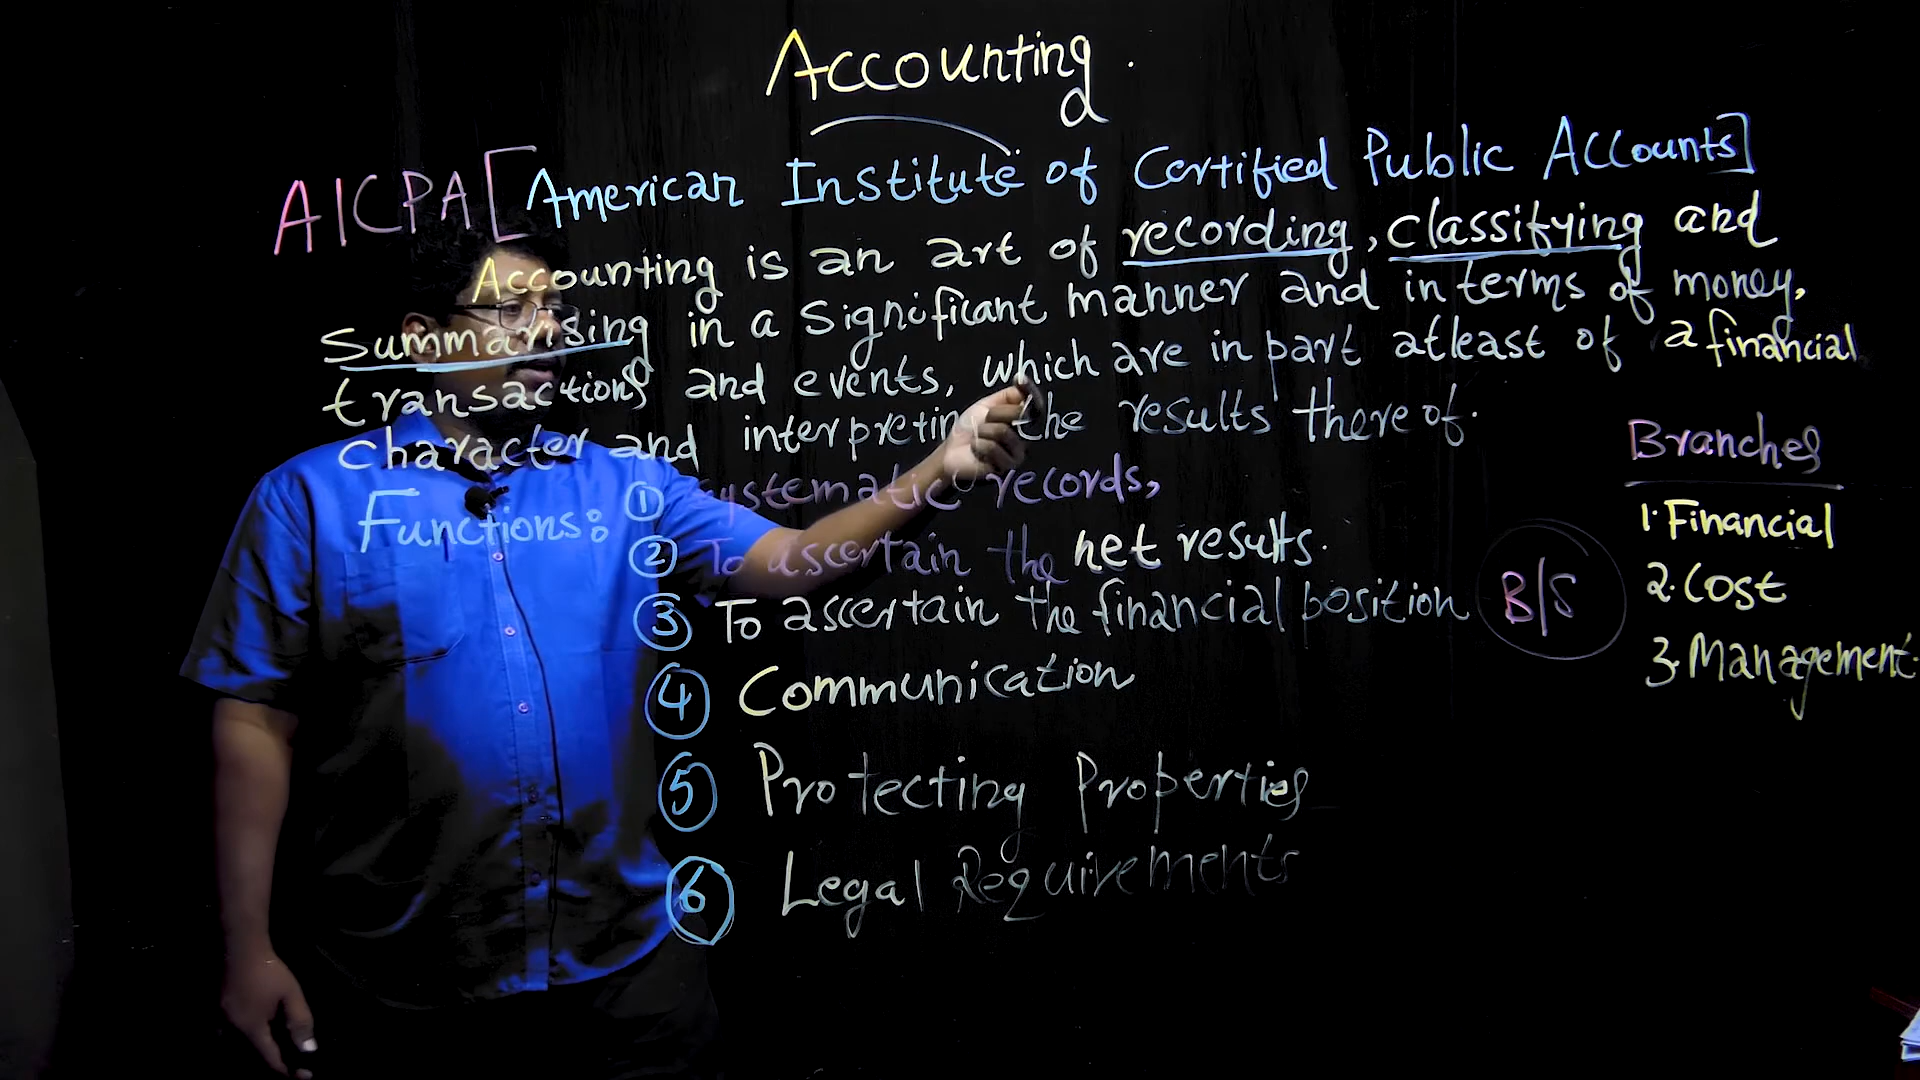 Accounting.
AICPA [American Institute of Certified Public Accounts]
Accounting is an art of recording, classifying and
Summarising in a significant manner and in terms of money,
transactions and events, which are in part atleast of a financial
character and interpreting the results there of.
Functions: ① Systematic records,
② To ascertain the net results.
③ To ascertain the financial position B/S
④ Communication
⑤ Protecting Properties
⑥ Legal Requirements
Branches
1. Financial
2. Cost
3. Management.